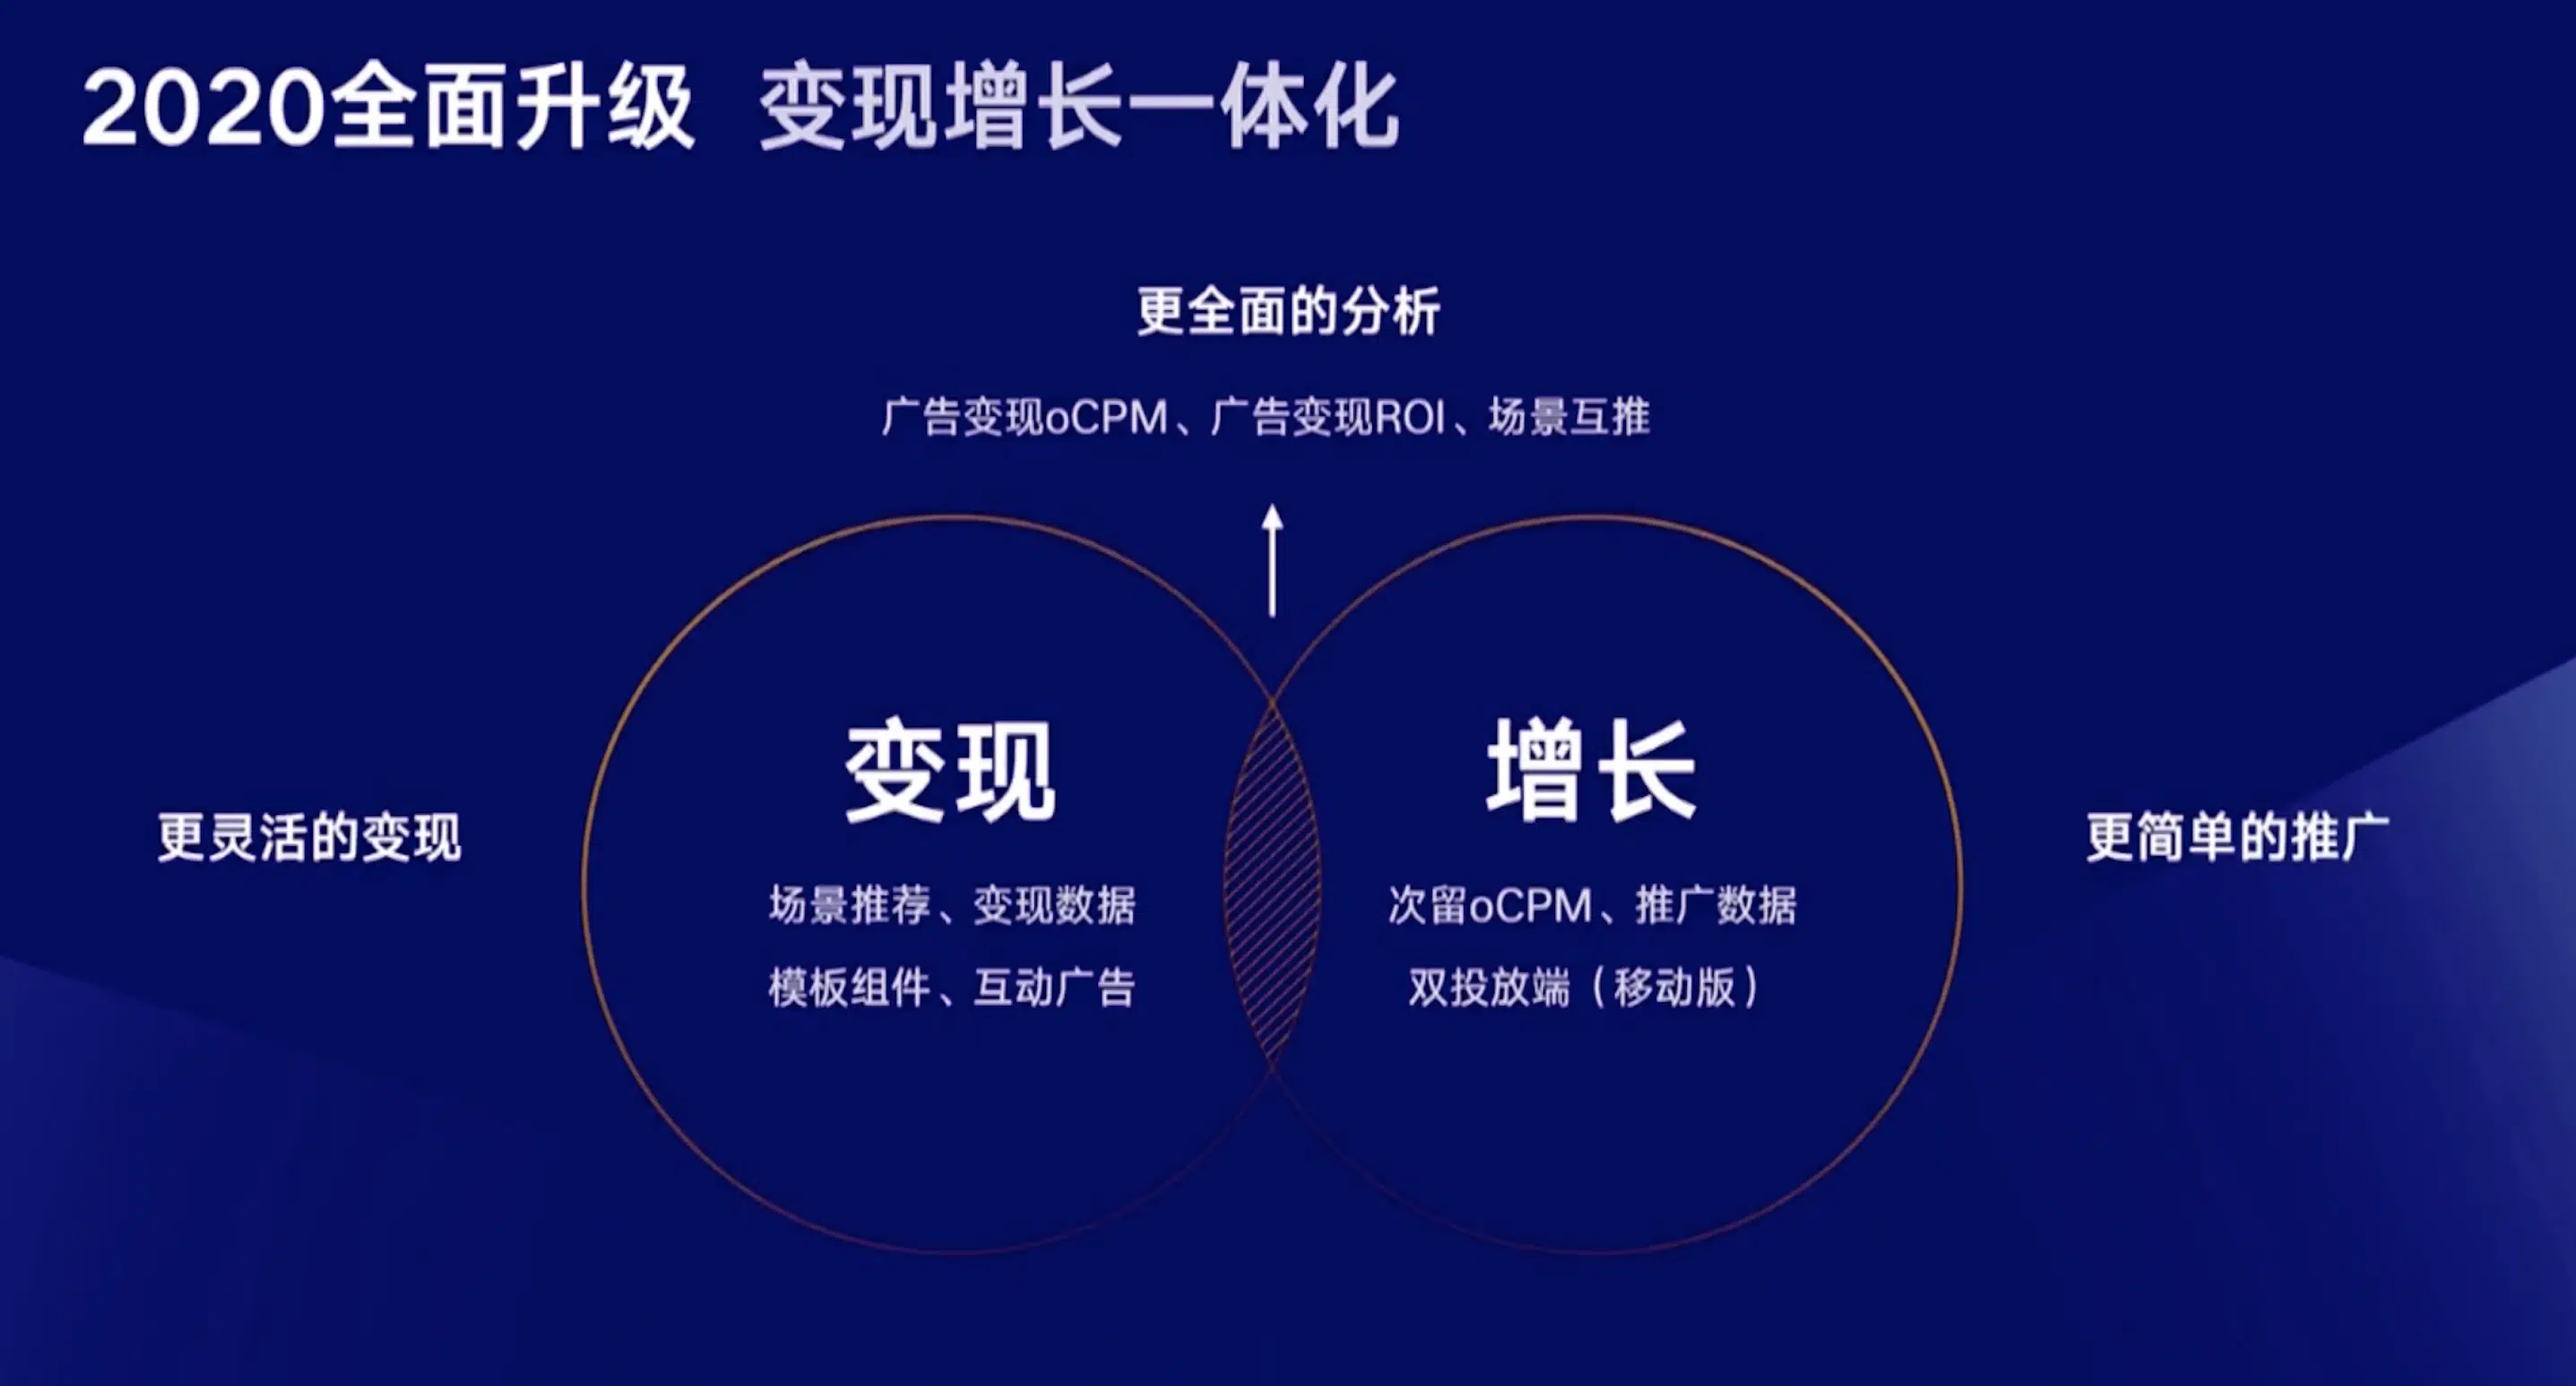 2020全面升级 变现增长一体化
更全面的分析
广告变现oCPM、广告变现ROI、场景互推
更灵活的变现
变现
场景推荐、变现数据
模板组件、互动广告
增长
次留oCPM、推广数据
双投放端（移动版）
更简单的推广